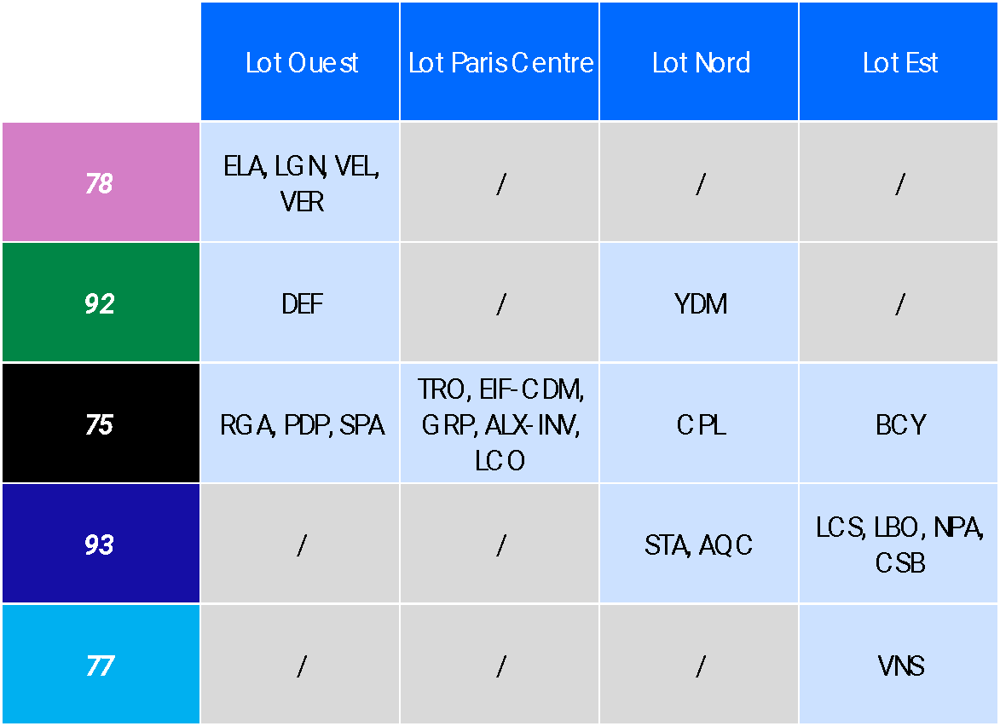 Lot Ouest Lot Paris Centre Lot Nord Lot Est
78 ELA, LGN, VEL, VER / / /
92 DEF / YDM /
75 RGA, PDP, SPA TRO, EIF-CDM, GRP, ALX-INV, LCO CPL BCY
93 / / STA, AQC LCS, LBO, NPA, CSB
77 / / / VNS